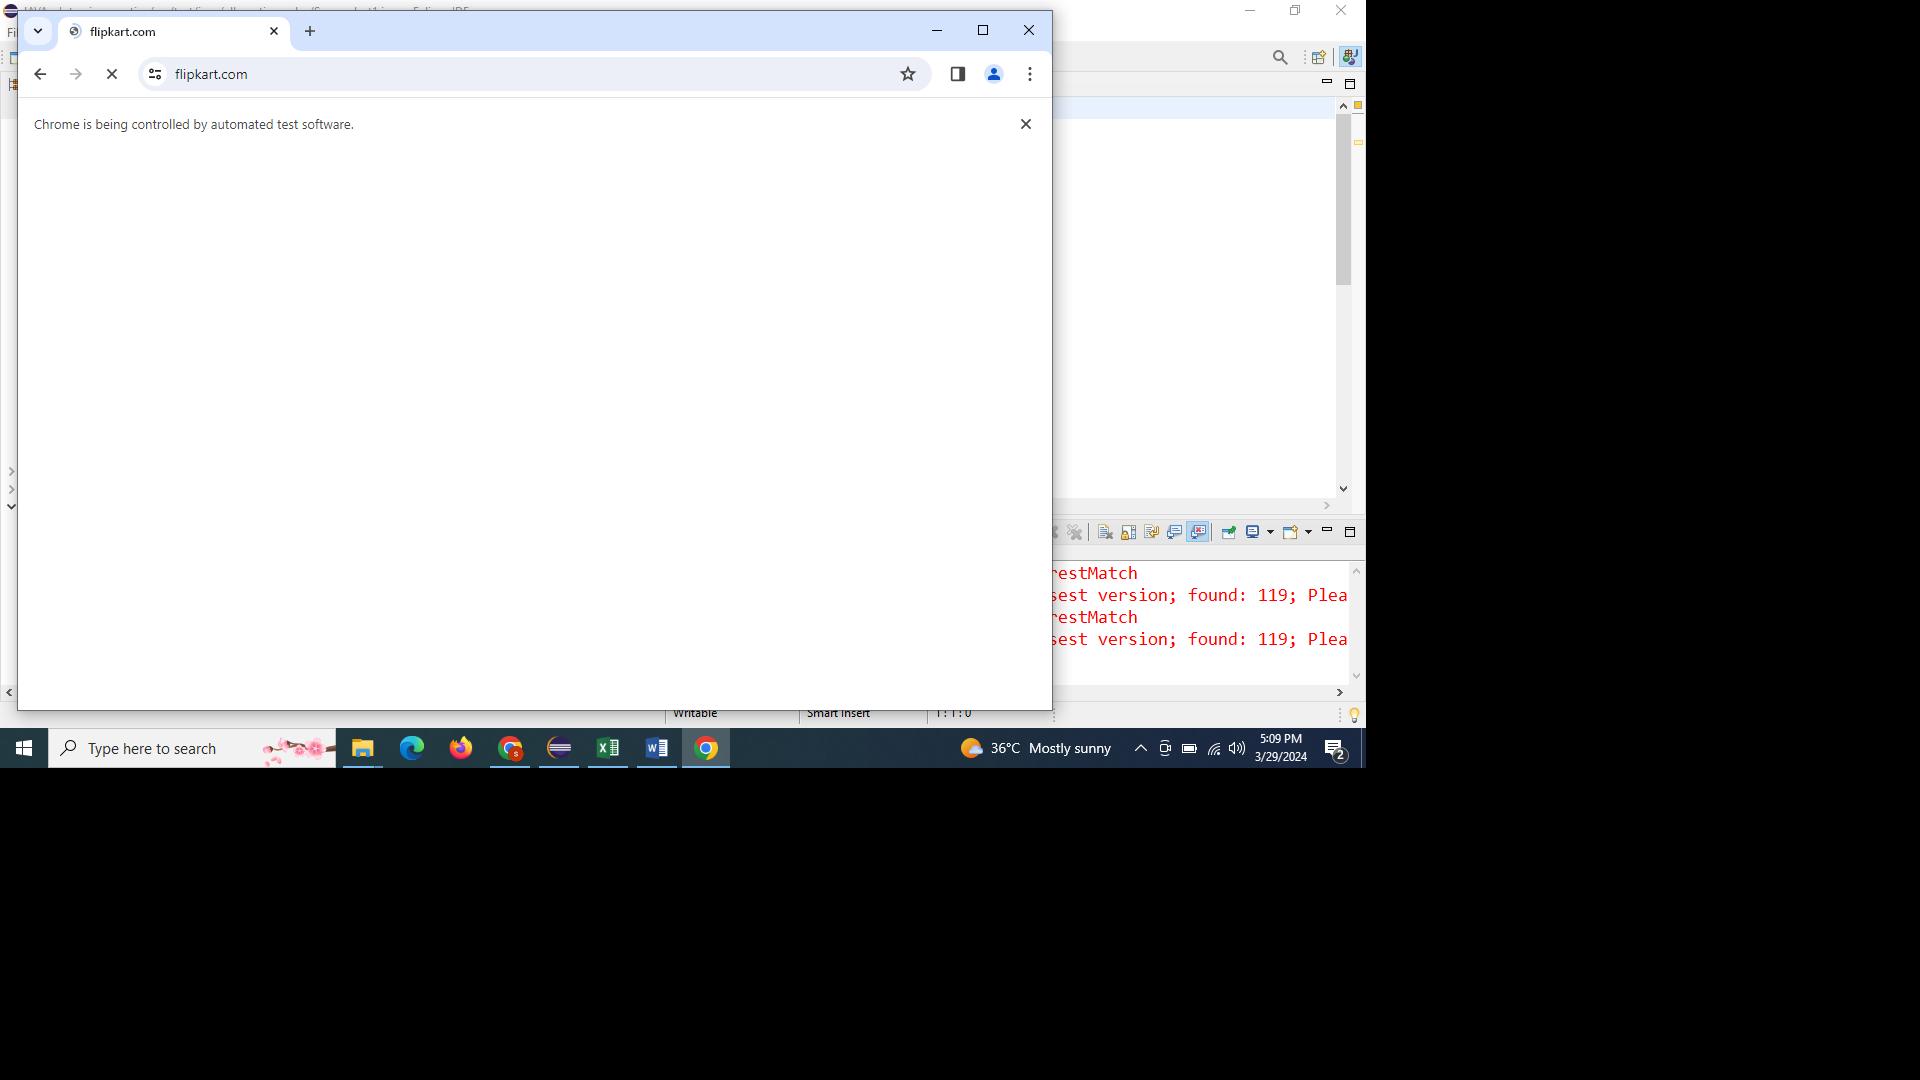 flipkart.com
flipkart.com
Chrome is being controlled by automated test software.
restMatch
sest version; found: 119; Plea
restMatch
sest version; found: 119; Plea
Writable
Smart Insert
1 : 1 : 0
Type here to search
36°C Mostly sunny
5:09 PM
3/29/2024
2